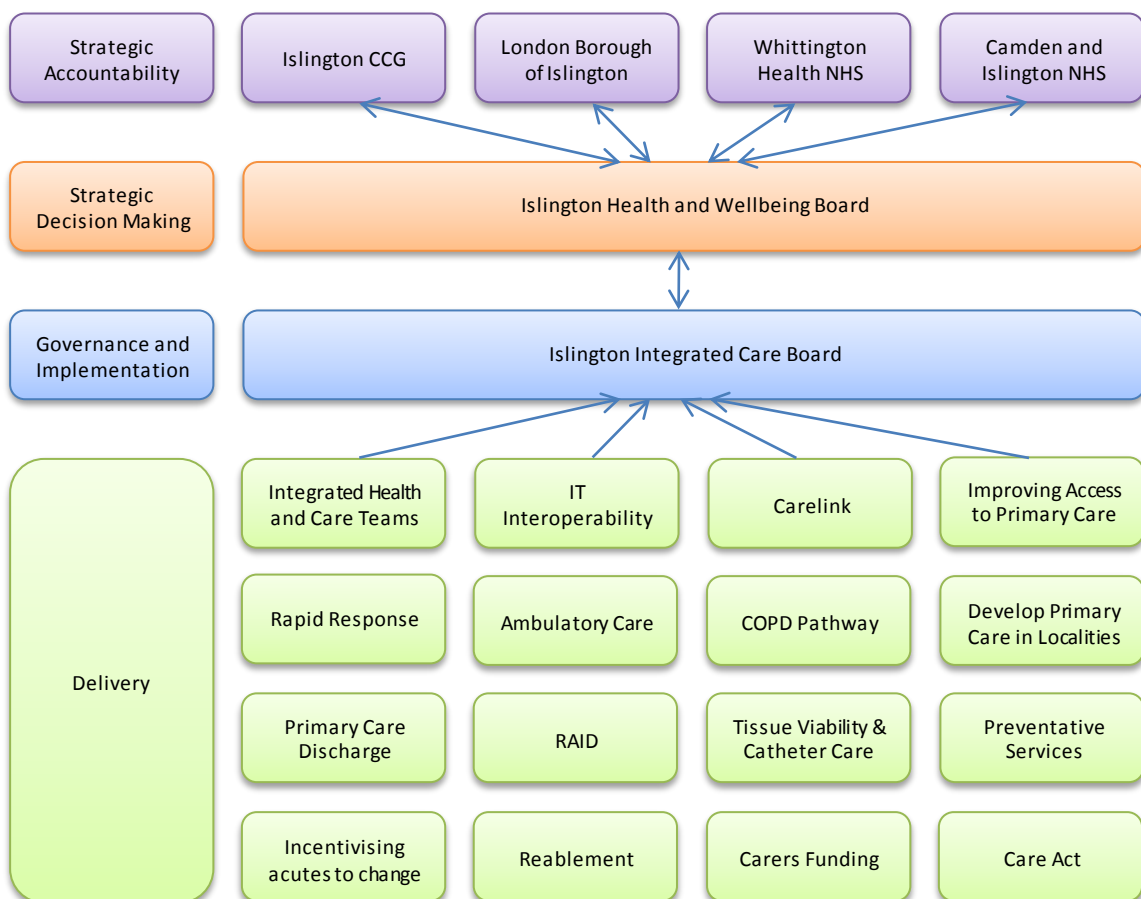 Strategic
Accountability
Islington CCG
London Borough
of Islington
Whittington
Health NHS
Camden and
Islington NHS
Strategic
Decision Making
Islington Health and Wellbeing Board
Governance and
Implementation
Islington Integrated Care Board
Delivery
Integrated Health
and Care Teams
IT
Interoperability
Carelink
Improving Access
to Primary Care
Rapid Response
Ambulatory Care
COPD Pathway
Develop Primary
Care in Localities
Primary Care
Discharge
RAID
Tissue Viability &
Catheter Care
Preventative
Services
Incentivising
acutes to change
Reablement
Carers Funding
Care Act